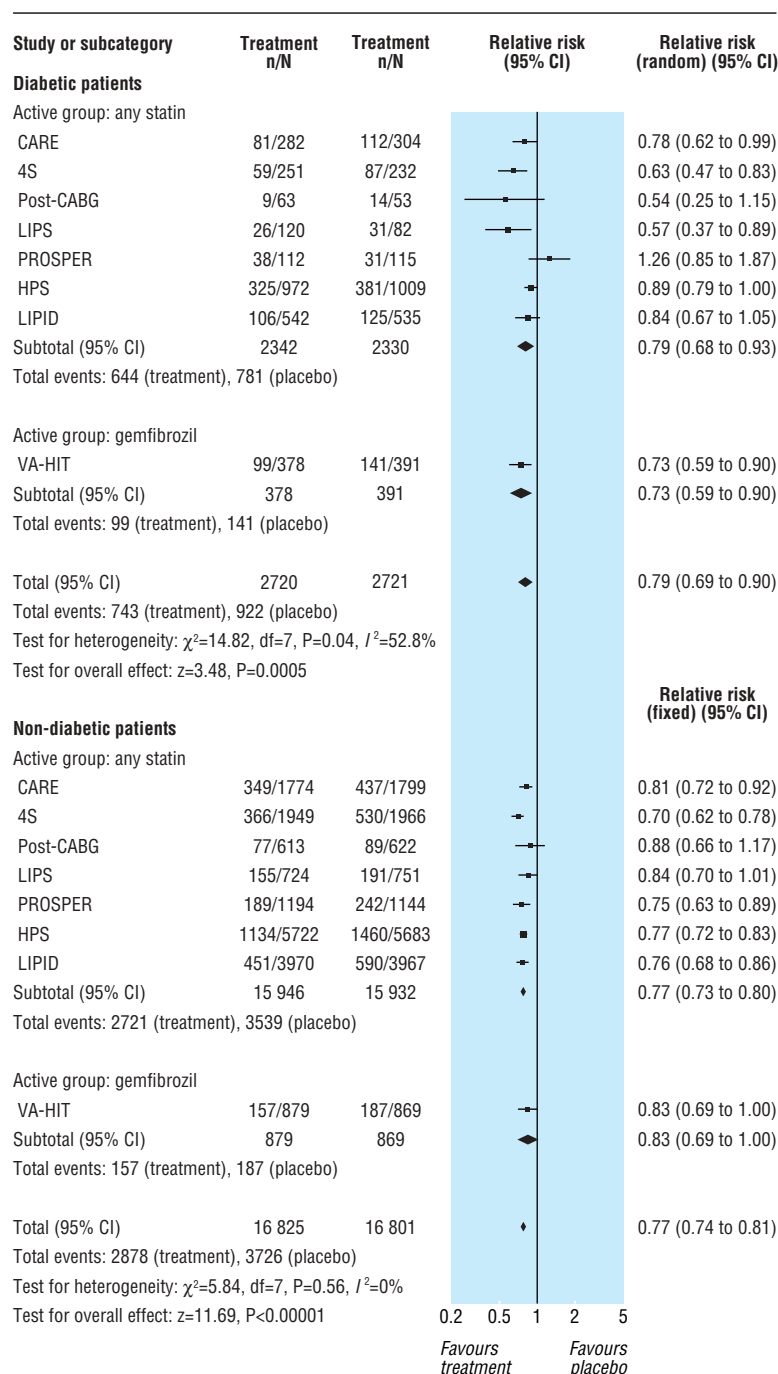 Study or subcategory Treatment n/N Treatment n/N Relative risk (95% CI) Relative risk (random) (95% CI)
Diabetic patients
Active group: any statin
CARE 81/282 112/304 0.78 (0.62 to 0.99)
4S 59/251 87/232 0.63 (0.47 to 0.83)
Post-CABG 9/63 14/53 0.54 (0.25 to 1.15)
LIPS 26/120 31/82 0.57 (0.37 to 0.89)
PROSPER 38/112 31/115 1.26 (0.85 to 1.87)
HPS 325/972 381/1009 0.89 (0.79 to 1.00)
LIPID 106/542 125/535 0.84 (0.67 to 1.05)
Subtotal (95% CI) 2342 2330 0.79 (0.68 to 0.93)
Total events: 644 (treatment), 781 (placebo)
Active group: gemfibrozil
VA-HIT 99/378 141/391 0.73 (0.59 to 0.90)
Subtotal (95% CI) 378 391 0.73 (0.59 to 0.90)
Total events: 99 (treatment), 141 (placebo)
Total (95% CI) 2720 2721 0.79 (0.69 to 0.90)
Total events: 743 (treatment), 922 (placebo)
Test for heterogeneity: χ²=14.82, df=7, P=0.04, I²=52.8%
Test for overall effect: z=3.48, P=0.0005
Relative risk (fixed) (95% CI)
Non-diabetic patients
Active group: any statin
CARE 349/1774 437/1799 0.81 (0.72 to 0.92)
4S 366/1949 530/1966 0.70 (0.62 to 0.78)
Post-CABG 77/613 89/622 0.88 (0.66 to 1.17)
LIPS 155/724 191/751 0.84 (0.70 to 1.01)
PROSPER 189/1194 242/1144 0.75 (0.63 to 0.89)
HPS 1134/5722 1460/5683 0.77 (0.72 to 0.83)
LIPID 451/3970 590/3967 0.76 (0.68 to 0.86)
Subtotal (95% CI) 15 946 15 932 0.77 (0.73 to 0.80)
Total events: 2721 (treatment), 3539 (placebo)
Active group: gemfibrozil
VA-HIT 157/879 187/869 0.83 (0.69 to 1.00)
Subtotal (95% CI) 879 869 0.83 (0.69 to 1.00)
Total events: 157 (treatment), 187 (placebo)
Total (95% CI) 16 825 16 801 0.77 (0.74 to 0.81)
Total events: 2878 (treatment), 3726 (placebo)
Test for heterogeneity: χ²=5.84, df=7, P=0.56, I²=0%
Test for overall effect: z=11.69, P<0.00001
0.2 0.5 1 2 5
Favours treatment Favours placebo